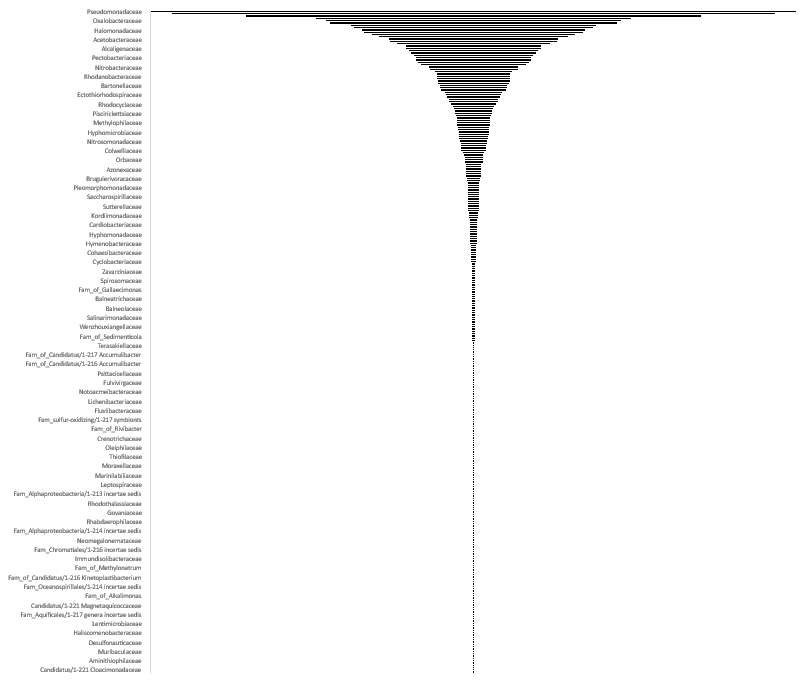 Pseudomonadaceae
Oxalobacteraceae
Halomonadaceae
Acetobacteraceae
Alcaligenaceae
Pectobacteriaceae
Nitrobacteraceae
Rhodanobacteraceae
Bartonellaceae
Ectothiorhodospiraceae
Rhodocyclaceae
Piscirickettsiaceae
Methylophilaceae
Hyphomicrobiaceae
Nitrosomonadaceae
Colwelliaceae
Orbaceae
Azonexaceae
Bruguierivoracaceae
Pleomorphomonadaceae
Saccharospirillaceae
Sutterellaceae
Kordiimonadaceae
Cardiobacteriaceae
Hyphomonadaceae
Hymenobacteraceae
Cohaesibacteraceae
Cyclobacteriaceae
Zavarziniaceae
Spirosomaceae
Fam_of_Gallaecimonas
Balneatrichaceae
Balneolaceae
Salinarimonadaceae
Wenzhouxiangellaceae
Fam_of_Sedimenticola
Terasakiellaceae
Fam_of_Candidatus/1-217 Accumulibacter
Fam_of_Candidatus/1-216 Accumulibacter
Psittacicellaceae
Fulvivirgaceae
Notoacmeibacteraceae
Lichenibacteriaceae
Fluviibacteraceae
Fam_sulfur-oxidizing/1-217 symbionts
Fam_of_Rivibacter
Crenotrichaceae
Oleiphilaceae
Thiofilaceae
Moraxellaceae
Marinilabiliaceae
Leptospiraceae
Fam_Alphaproteobacteria/1-213 incertae sedis
Rhodothalassiaceae
Govaniaceae
Rhabdaerophilaceae
Fam_Alphaproteobacteria/1-214 incertae sedis
Neomegalonemataceae
Fam_Chromatiales/1-216 incertae sedis
Immundisolibacteraceae
Fam_of_Methylonatrum
Fam_of_Candidatus/1-216 Kinetoplastibacterium
Fam_Oceanospirillales/1-214 incertae sedis
Fam_of_Alkalimonas
Candidatus/1-221 Magnetaquicoccaceae
Fam_Aquificales/1-217 genera incertae sedis
Lentimicrobiaceae
Haliscomenobacteraceae
Desulfonauticaceae
Muribaculaceae
Aminithiophilaceae
Candidatus/1-221 Cloacimonadaceae